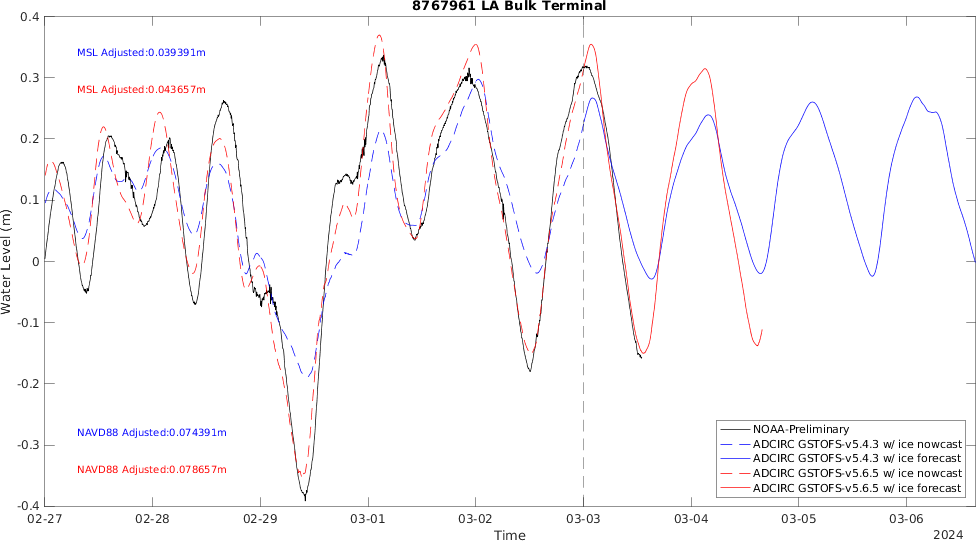 8767961 LA Bulk Terminal
0.4
0.3
0.2
0.1
0
-0.1
-0.2
-0.3
-0.4
Water Level (m)
MSL Adjusted:0.039391m
MSL Adjusted:0.043657m
NAVD88 Adjusted:0.074391m
NAVD88 Adjusted:0.078657m
NOAA-Preliminary
ADCIRC GSTOFS-v5.4.3 w/ ice nowcast
ADCIRC GSTOFS-v5.4.3 w/ ice forecast
ADCIRC GSTOFS-v5.6.5 w/ ice nowcast
ADCIRC GSTOFS-v5.6.5 w/ ice forecast
02-27 02-28 02-29 03-01 03-02 03-03 03-04 03-05 03-06
Time
2024